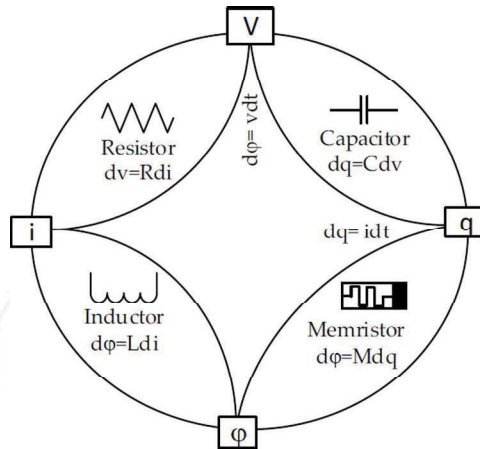 V
Resistor
dv=Rdi
dφ= vdt
Capacitor
dq=Cdv
i
dq= idt
q
Inductor
dφ=Ldi
Memristor
dφ=Mdq
φ